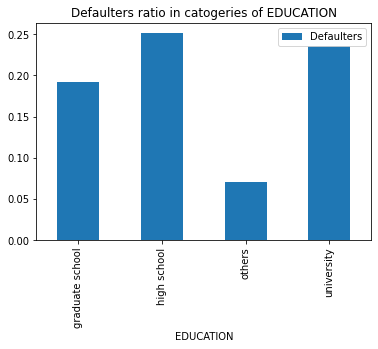 Defaulters ratio in catogeries of EDUCATION
Defaulters
0.25
0.20
0.15
0.10
0.05
0.00
graduate school
high school
others
university
EDUCATION